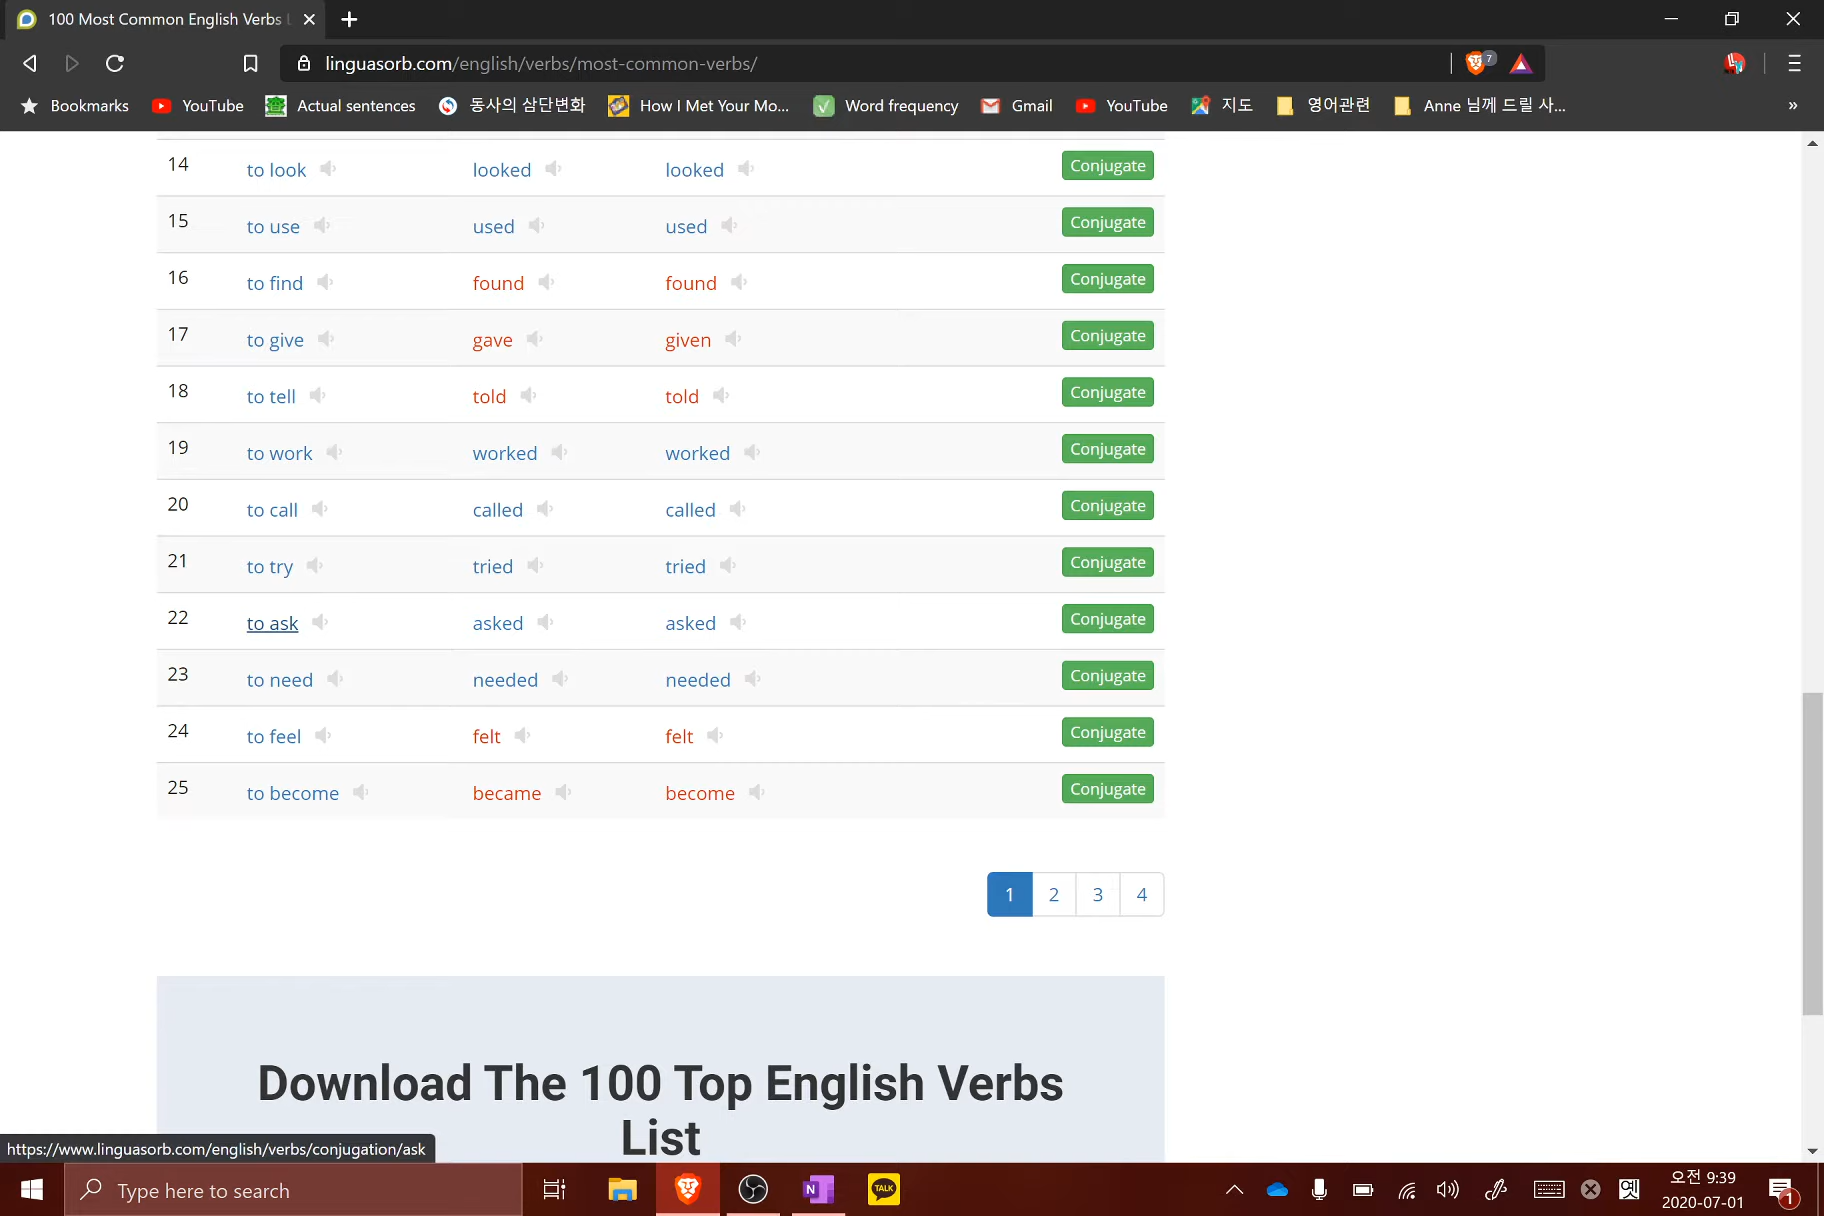 100 Most Common English Verbs L
linguasorb.com/english/verbs/most-common-verbs/
7
Bookmarks YouTube Actual sentences 동사의 삼단변화 How I Met Your Mo... Word frequency Gmail YouTube 지도 영어관련 Anne 님께 드릴 사... »
14 to look looked looked Conjugate
15 to use used used Conjugate
16 to find found found Conjugate
17 to give gave given Conjugate
18 to tell told told Conjugate
19 to work worked worked Conjugate
20 to call called called Conjugate
21 to try tried tried Conjugate
22 to ask asked asked Conjugate
23 to need needed needed Conjugate
24 to feel felt felt Conjugate
25 to become became become Conjugate
1 2 3 4
Download The 100 Top English Verbs
List
https://www.linguasorb.com/english/verbs/conjugation/ask
Type here to search
N
TALK
오전 9:39
2020-07-01
1